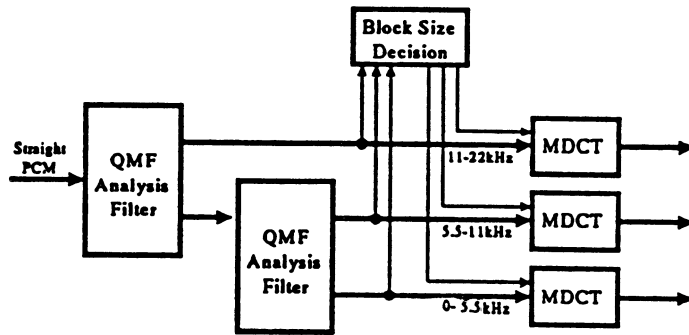 Block Size
Decision
Straight
PCM
QMF
Analysis
Filter
11-22kHz
MDCT
QMF
Analysis
Filter
5.5-11kHz
MDCT
0- 5.5kHz
MDCT